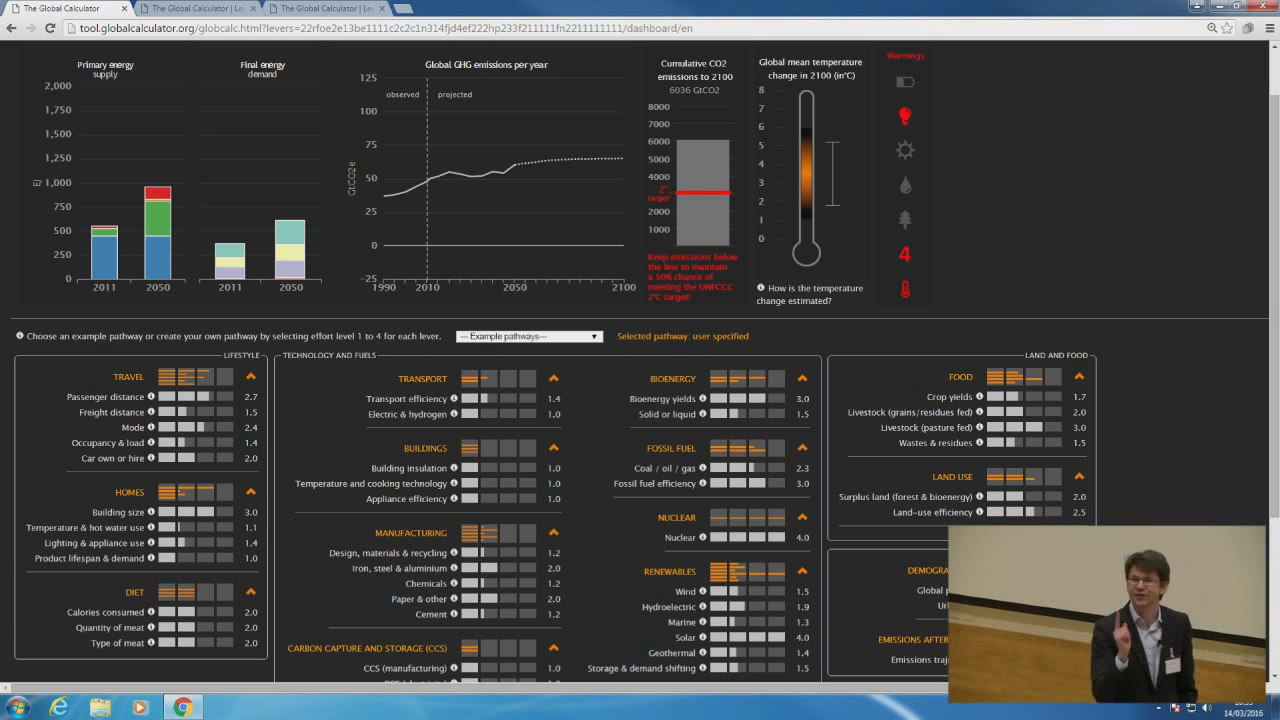 The Global Calculator
The Global Calculator | Le
The Global Calculator | Le
tool.globalcalculator.org/globcalc.html?levers=22rfoe2e13be1111c2c2c1n314fjd4ef222hp233f211111fn2211111111/dashboard/en
Primary energy supply
Final energy demand
2,000
1,750
1,500
1,250
1,000
750
500
250
0
EJ
2011 2050
2011 2050
Global GHG emissions per year
observed projected
125
100
75
50
25
0
−25
GtCO2e
1990 2010 2050 2100
Cumulative CO2
emissions to 2100
6036 GtCO2
8000
7000
6000
5000
4000
2° target
2000
1000
0
Keep emissions below
the line to maintain
a 50% chance of
meeting the UNFCCC
2°C target!
Global mean temperature
change in 2100 (in°C)
8
7
6
5
4
3
2
1
0
How is the temperature
change estimated?
Warnings
4
Choose an example pathway or create your own pathway by selecting effort level 1 to 4 for each lever.
--- Example pathways---
Selected pathway: user specified
LIFESTYLE
TRAVEL
Passenger distance 2.7
Freight distance 1.5
Mode 2.4
Occupancy & load 1.4
Car own or hire 2.0
HOMES
Building size 3.0
Temperature & hot water use 1.1
Lighting & appliance use 1.4
Product lifespan & demand 1.0
DIET
Calories consumed 2.0
Quantity of meat 2.0
Type of meat 2.0
TECHNOLOGY AND FUELS
TRANSPORT
Transport efficiency 1.4
Electric & hydrogen 1.0
BUILDINGS
Building insulation 1.0
Temperature and cooking technology 1.0
Appliance efficiency 1.0
MANUFACTURING
Design, materials & recycling 1.2
Iron, steel & aluminium 2.0
Chemicals 1.2
Paper & other 2.0
Cement 1.2
CARBON CAPTURE AND STORAGE (CCS)
CCS (manufacturing) 1.0
BIOENERGY
Bioenergy yields 3.0
Solid or liquid 1.5
FOSSIL FUEL
Coal / oil / gas 2.3
Fossil fuel efficiency 3.0
NUCLEAR
Nuclear 4.0
RENEWABLES
Wind 1.5
Hydroelectric 1.9
Marine 1.3
Solar 4.0
Geothermal 1.4
Storage & demand shifting 1.5
LAND AND FOOD
FOOD
Crop yields 1.7
Livestock (grains/residues fed) 2.0
Livestock (pasture fed) 3.0
Wastes & residues 1.5
LAND USE
Surplus land (forest & bioenergy) 2.0
Land-use efficiency 2.5
DEMOGRA
Global p
Ur
EMISSIONS AFTER
Emissions traj
14/03/2016